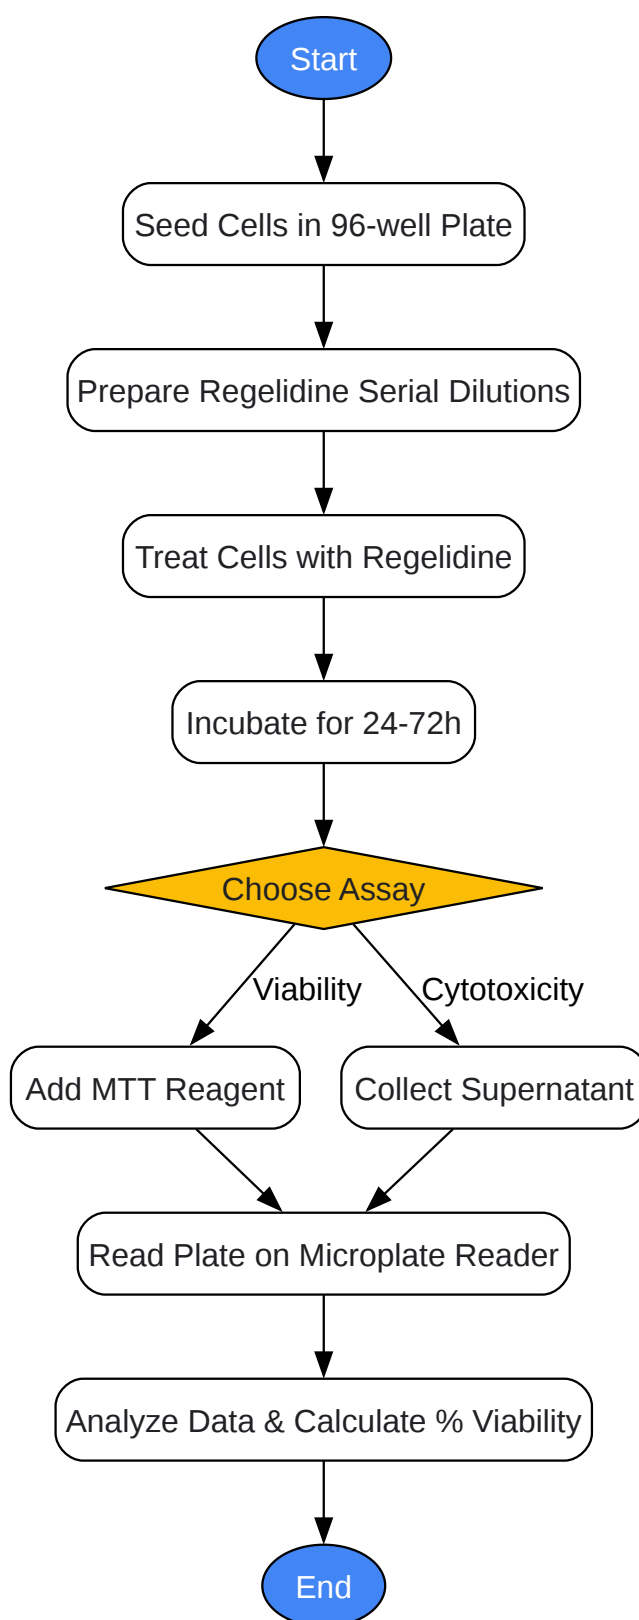 Start
Seed Cells in 96-well Plate
Prepare Regelidine Serial Dilutions
Treat Cells with Regelidine
Incubate for 24-72h
Choose Assay
Viability
Cytotoxicity
Add MTT Reagent
Collect Supernatant
Read Plate on Microplate Reader
Analyze Data & Calculate % Viability
End